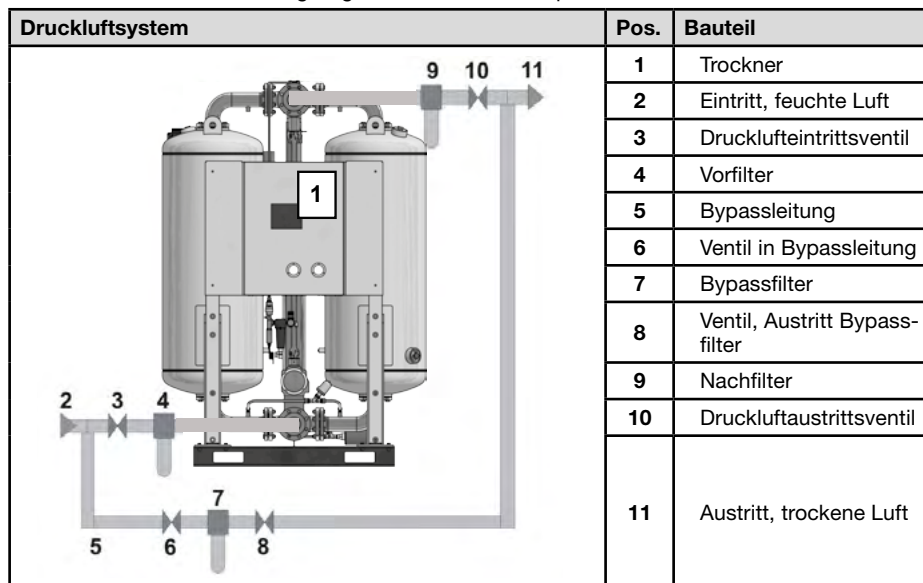 Druckluftsystem Pos. Bauteil
1 Trockner
2 Eintritt, feuchte Luft
3 Drucklufteintrittsventil
4 Vorfilter
5 Bypassleitung
6 Ventil in Bypassleitung
7 Bypassfilter
8 Ventil, Austritt Bypass-
filter
9 Nachfilter
10 Druckluftaustrittsventil
11 Austritt, trockene Luft
9 10 11
1
2 3 4
7
5 6 8